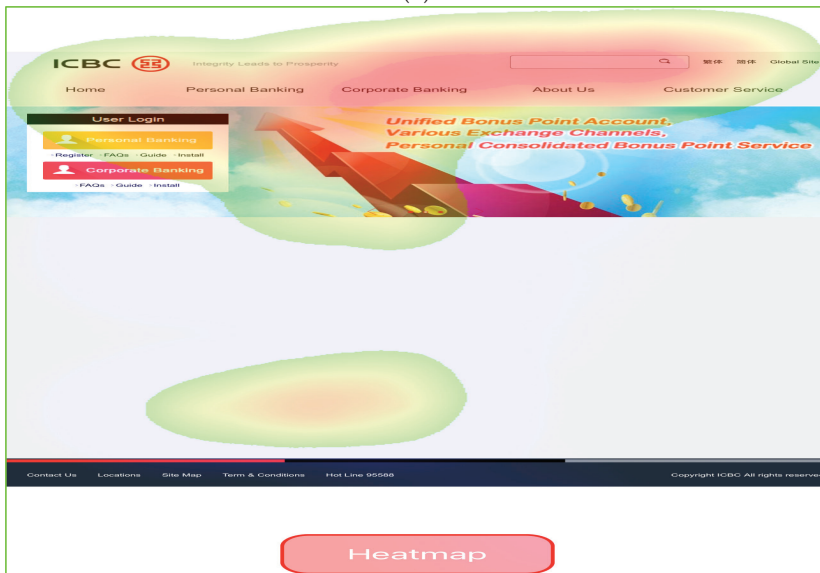 ICBC Integrity Leads to Prosperity 繁体 简体 Global Site
Home Personal Banking Corporate Banking About Us Customer Service
User Login
Personal Banking
Register FAQs Guide Install
Corporate Banking
FAQs Guide Install
Unified Bonus Point Account,
Various Exchange Channels,
Personal Consolidated Bonus Point Service
Contact Us Locations Site Map Term & Conditions Hot Line 95588 Copyright ICBC All rights reserve
Heatmap